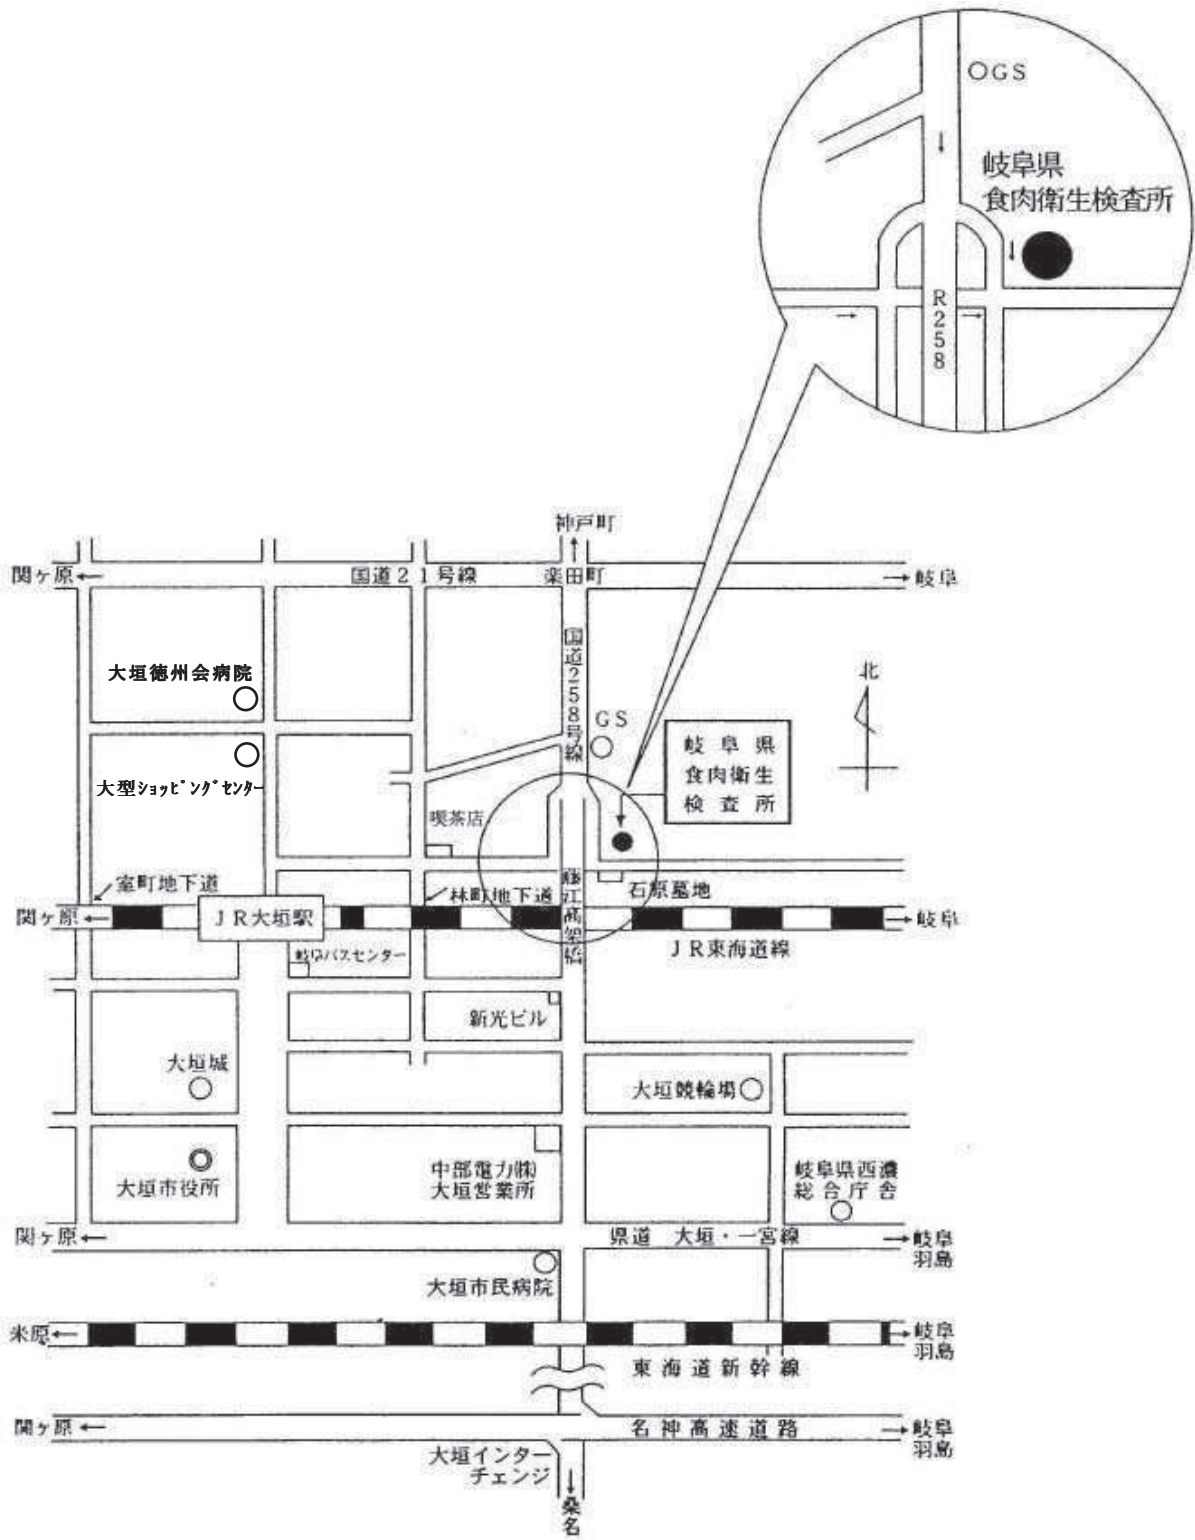 ○GS
岐阜県
食肉衛生検査所
R258
神戸町
関ヶ原
国道21号線
楽田町
岐阜
国道258号線
大垣徳州会病院
北
GS
岐阜県
食肉衛生
検査所
大型ショッピングセンター
喫茶店
室町地下道
林町地下道
藤江高架橋
石原墓地
関ヶ原
JR大垣駅
岐阜
JR東海道線
岐阜バスセンター
新光ビル
大垣城
大垣競輪場
大垣市役所
中部電力㈱
大垣営業所
岐阜県西濃
総合庁舎
関ヶ原
県道 大垣・一宮線
岐阜
羽島
大垣市民病院
米原
岐阜
羽島
東海道新幹線
関ヶ原
名神高速道路
岐阜
羽島
大垣インター
チェンジ
桑名